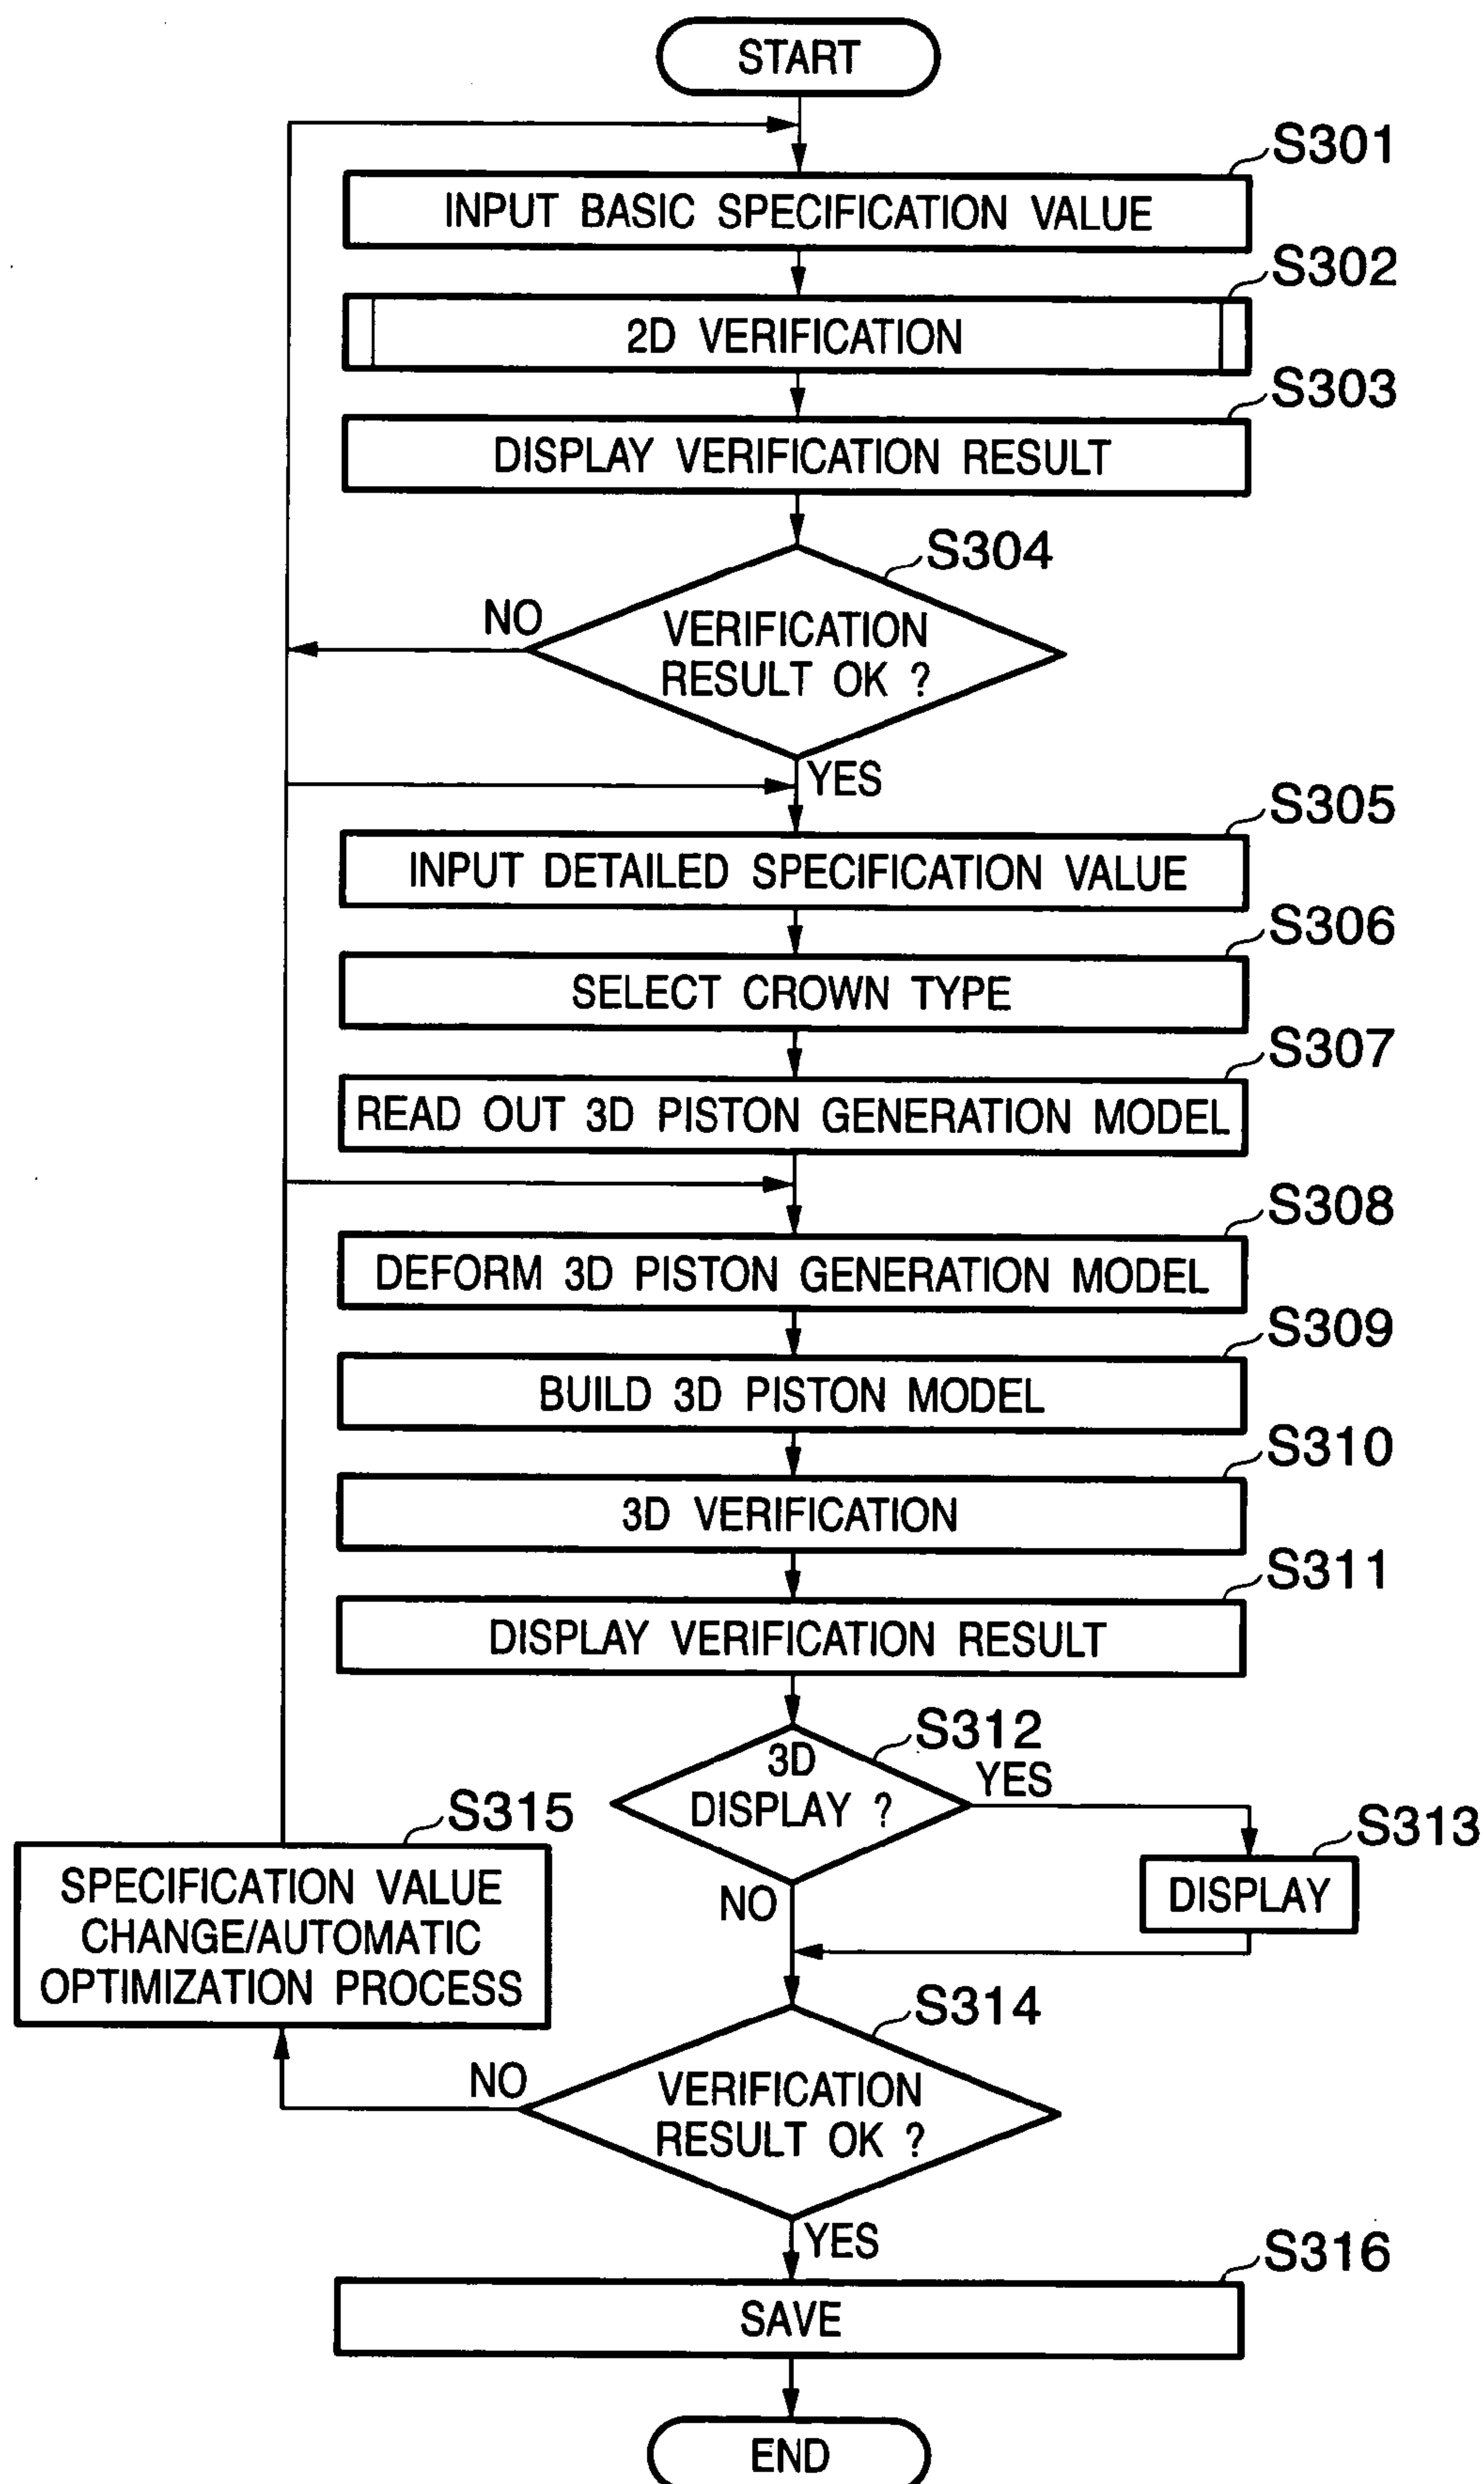 START
S301
INPUT BASIC SPECIFICATION VALUE
S302
2D VERIFICATION
S303
DISPLAY VERIFICATION RESULT
S304
NO
VERIFICATION
RESULT OK ?
YES
S305
INPUT DETAILED SPECIFICATION VALUE
S306
SELECT CROWN TYPE
S307
READ OUT 3D PISTON GENERATION MODEL
S308
DEFORM 3D PISTON GENERATION MODEL
S309
BUILD 3D PISTON MODEL
S310
3D VERIFICATION
S311
DISPLAY VERIFICATION RESULT
S312
3D
DISPLAY ?
YES
S313
DISPLAY
NO
S315
SPECIFICATION VALUE
CHANGE/AUTOMATIC
OPTIMIZATION PROCESS
S314
NO
VERIFICATION
RESULT OK ?
YES
S316
SAVE
END